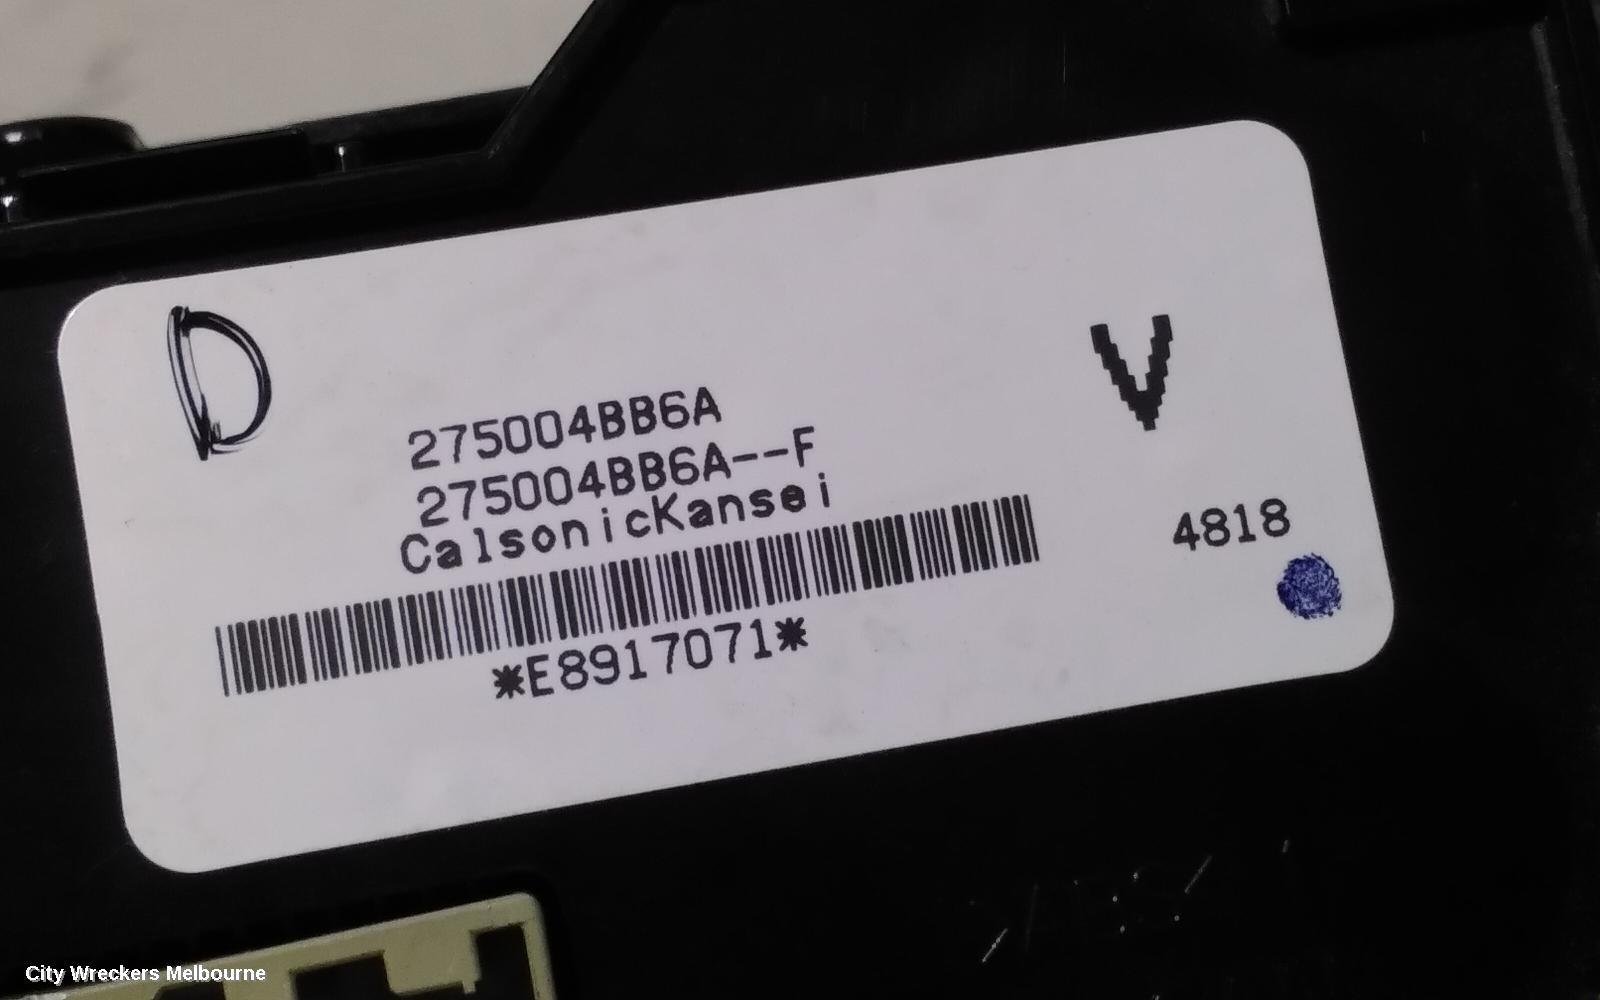 D
V
275004BB6A
275004BB6A--F
CalsonicKansei
4818
*E8917071*
City Wreckers Melbourne